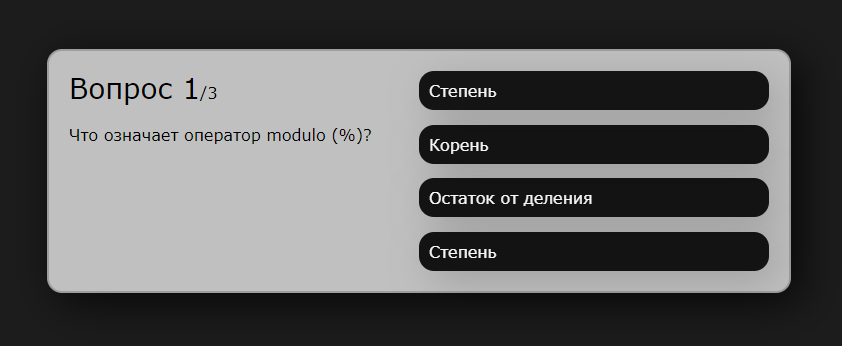 Вопрос 1/3
Что означает оператор modulo (%)?
Степень
Корень
Остаток от деления
Степень